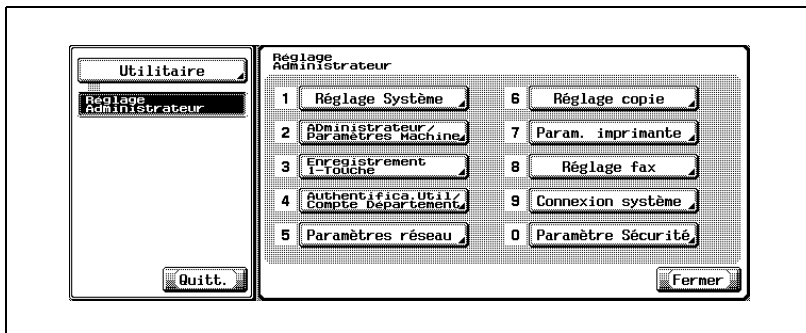 Utilitaire
Réglage
Administrateur
Quitt.
Réglage
Administrateur
1 Réglage Système
2 ADministrateur/
Paramètres Machine
3 Enregistrement
1-Touche
4 Authentifica.Util/
Compte Département
5 Paramètres réseau
6 Réglage copie
7 Param. imprimante
8 Réglage fax
9 Connexion système
0 Paramètre Sécurité
Fermer